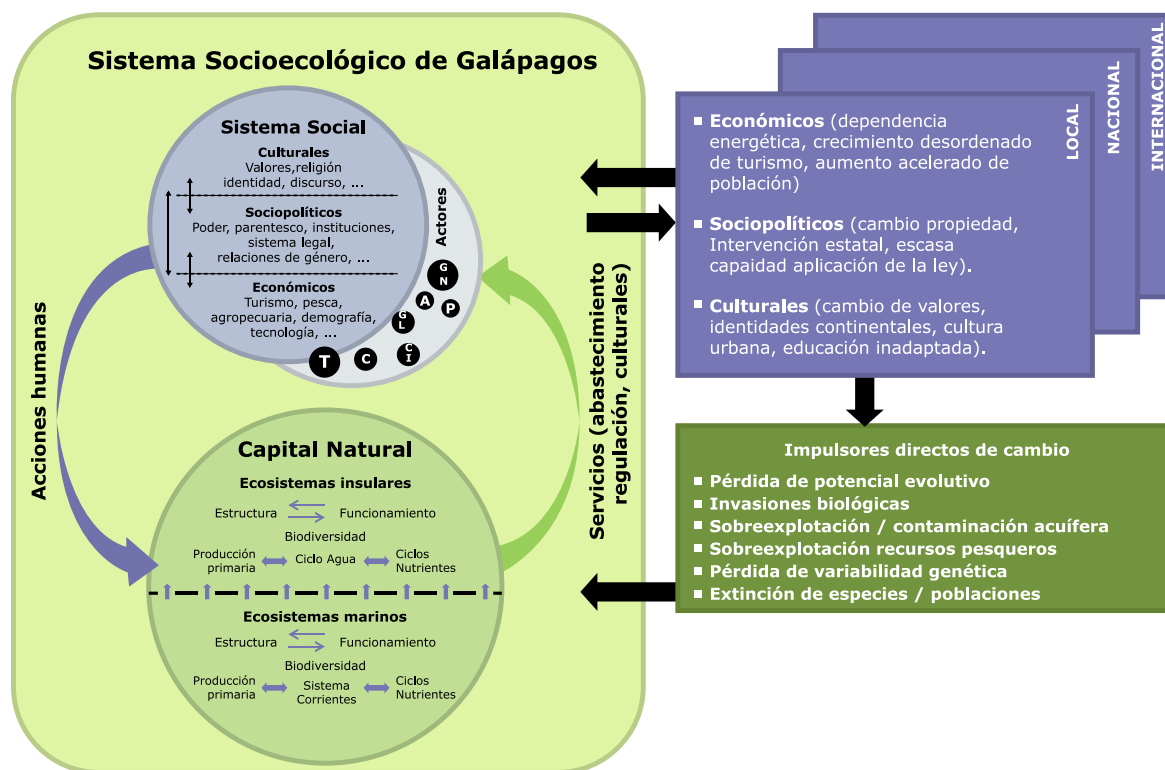 Sistema Socioecológico de Galápagos
Sistema Social
Culturales
Valores,religión
identidad, discurso, ...
Sociopolíticos
Poder, parentesco, instituciones,
sistema legal,
relaciones de género, ...
Económicos
Turismo, pesca,
agropecuaria, demografía,
tecnología, ...
Actores
G
N
A
P
G
L
C
I
C
T
Acciones humanas
Servicios (abastecimiento
regulación, culturales)
Capital Natural
Ecosistemas insulares
Estructura Funcionamiento
Biodiversidad
Producción
primaria
Ciclo Agua
Ciclos
Nutrientes
Ecosistemas marinos
Estructura Funcionamiento
Biodiversidad
Producción
primaria
Sistema
Corrientes
Ciclos
Nutrientes
INTERNACIONAL
NACIONAL
LOCAL
Económicos (dependencia
energética, crecimiento desordenado
de turismo, aumento acelerado de
población)
Sociopolíticos (cambio propiedad,
Intervención estatal, escasa
capaidad aplicación de la ley).
Culturales (cambio de valores,
identidades continentales, cultura
urbana, educación inadaptada).
Impulsores directos de cambio
Pérdida de potencial evolutivo
Invasiones biológicas
Sobreexplotación / contaminación acuífera
Sobreexplotación recursos pesqueros
Pérdida de variabilidad genética
Extinción de especies / poblaciones